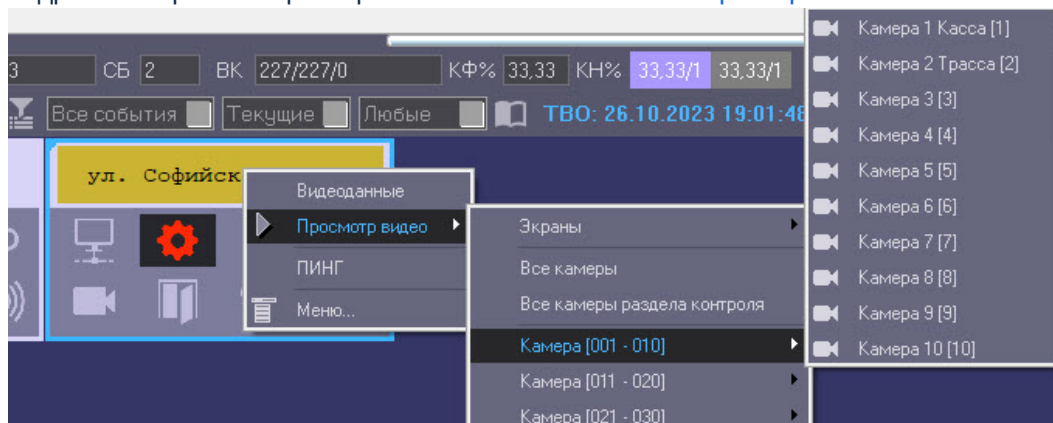 Камера 1 Касса [1]
3 СБ 2 ВК 227/227/0 КФ% 33,33 КН% 33,33/1 33,33/1
Камера 2 Трасса [2]
Камера 3 [3]
Все события Текущие Любые ТВО: 26.10.2023 19:01:48
Камера 4 [4]
ул. Софийск
Видеоданные
Камера 5 [5]
Просмотр видео
Экраны
Камера 6 [6]
Камера 7 [7]
ПИНГ
Все камеры
Камера 8 [8]
Меню...
Все камеры раздела контроля
Камера 9 [9]
Камера [001 - 010]
Камера 10 [10]
Камера [011 - 020]
Камера [021 - 030]